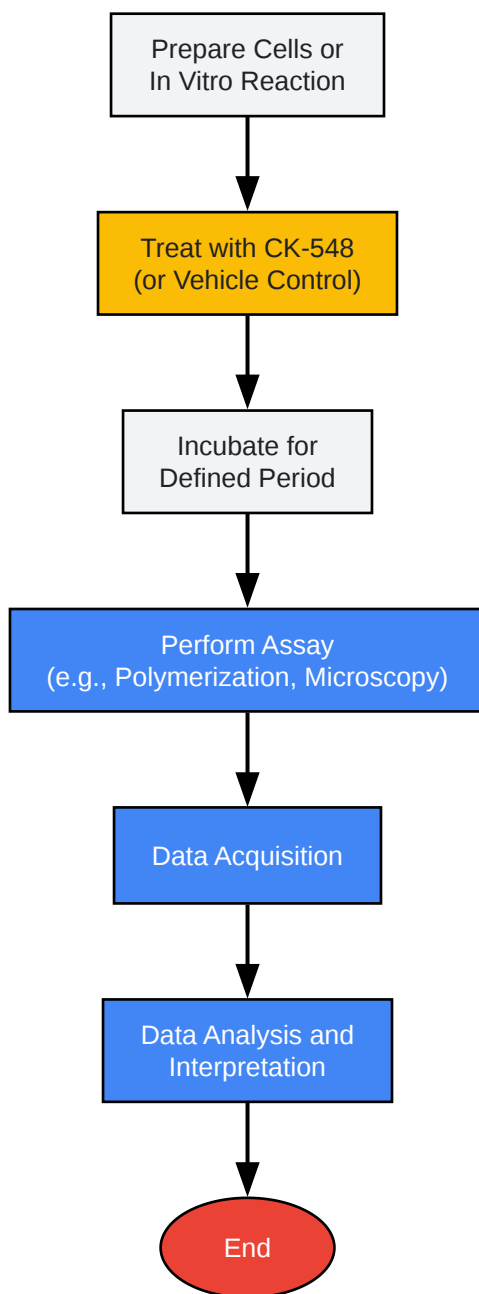 Prepare Cells or
In Vitro Reaction
Treat with CK-548
(or Vehicle Control)
Incubate for
Defined Period
Perform Assay
(e.g., Polymerization, Microscopy)
Data Acquisition
Data Analysis and
Interpretation
End